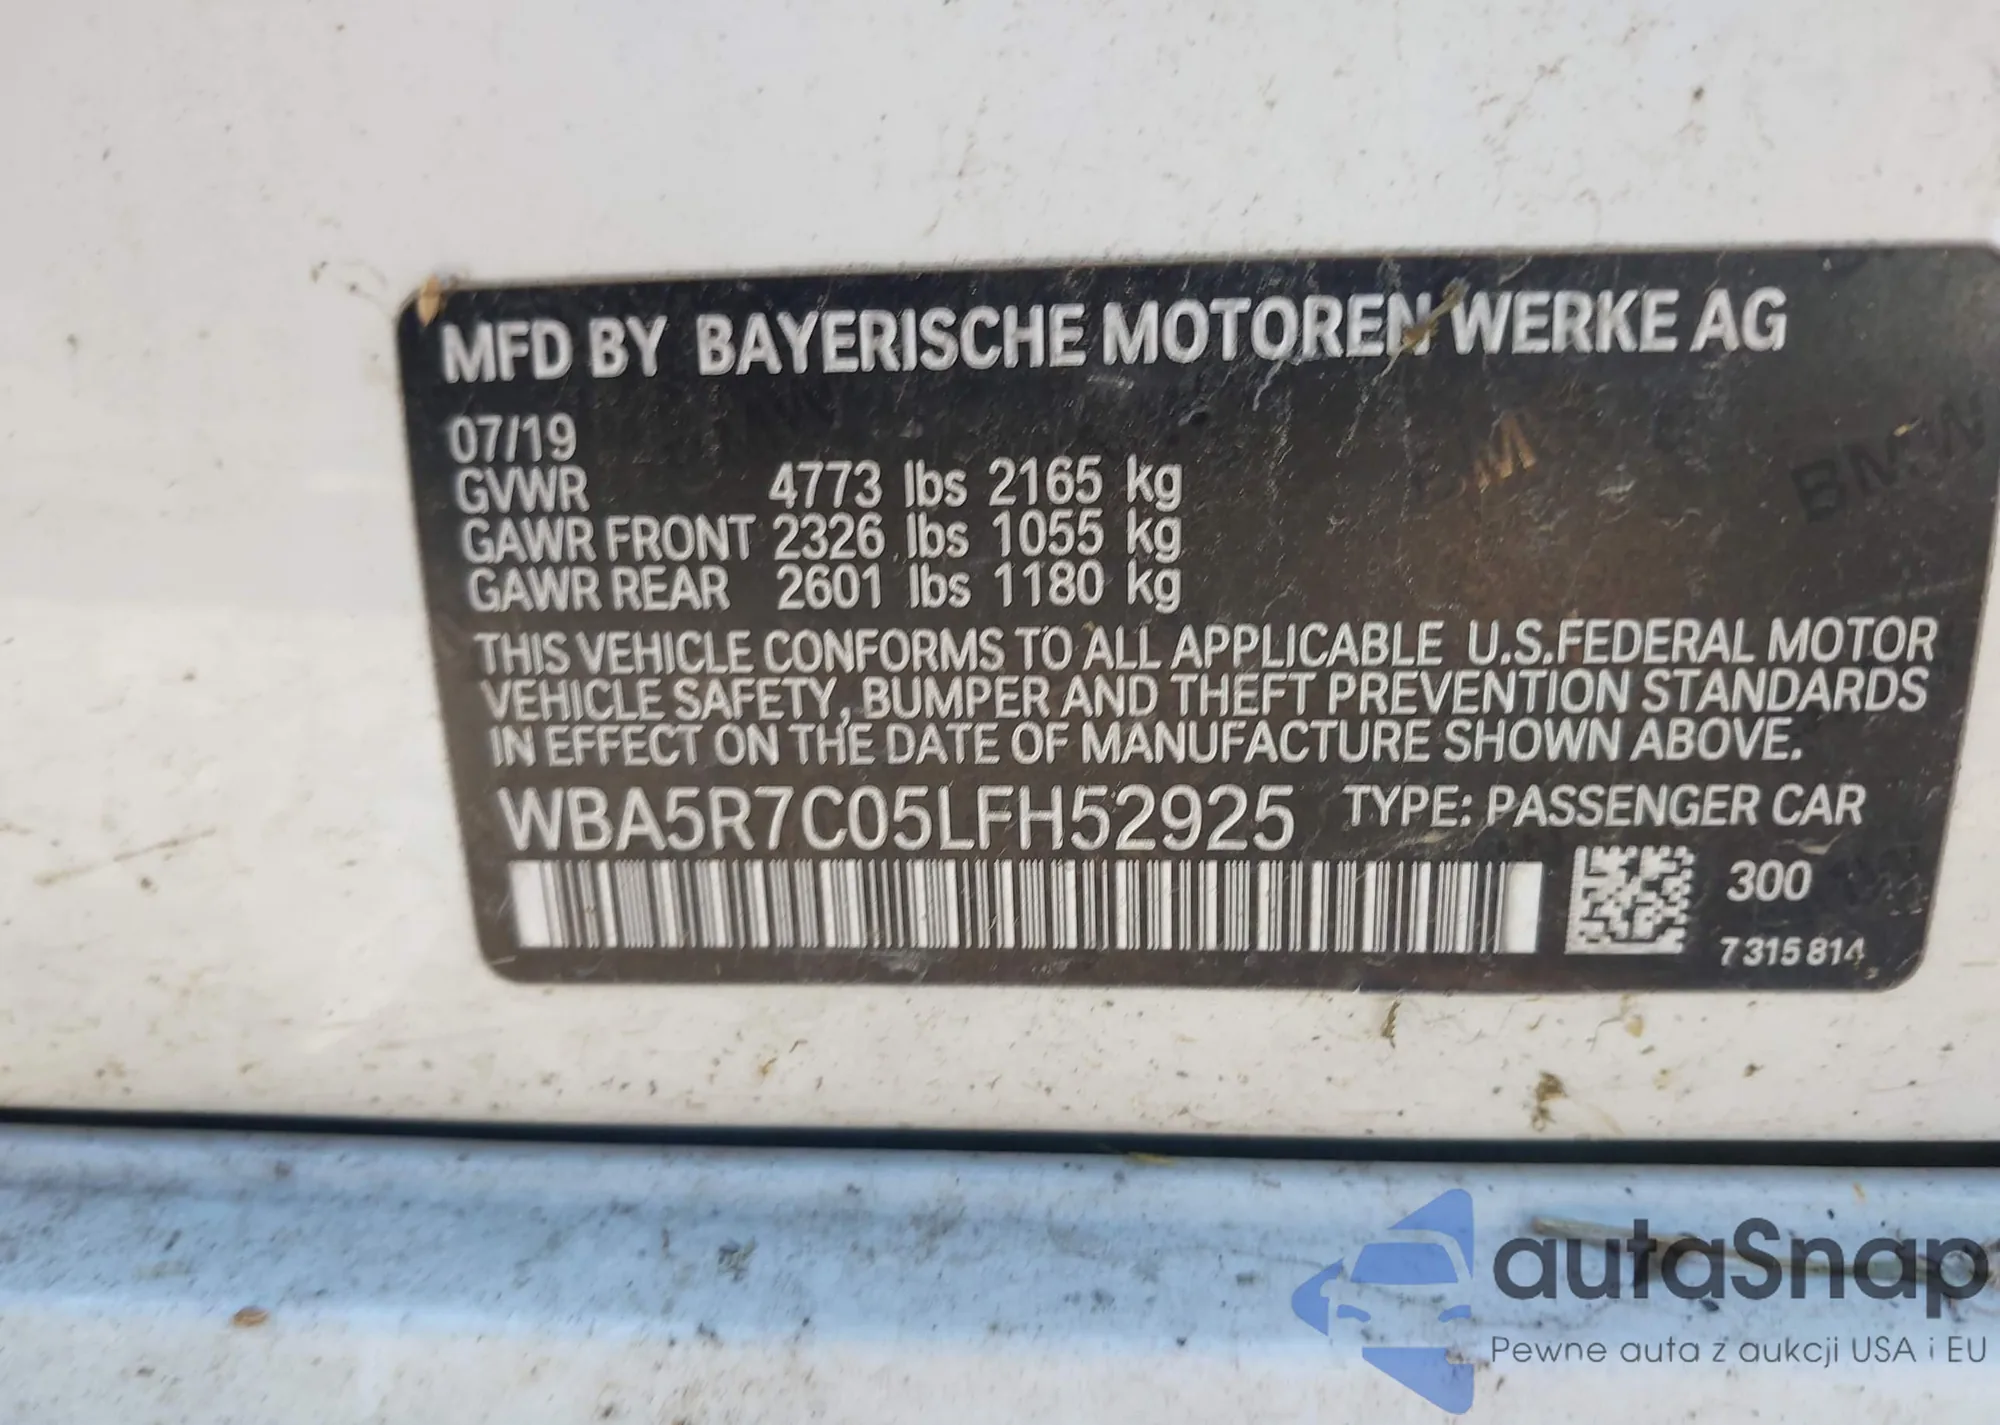 MFD BY BAYERISCHE MOTOREN WERKE AG
07/19
GVWR 4773 lbs 2165 kg
GAWR FRONT 2326 lbs 1055 kg
GAWR REAR 2601 lbs 1180 kg
THIS VEHICLE CONFORMS TO ALL APPLICABLE U.S.FEDERAL MOTOR
VEHICLE SAFETY, BUMPER AND THEFT PREVENTION STANDARDS
IN EFFECT ON THE DATE OF MANUFACTURE SHOWN ABOVE.
WBA5R7C05LFH52925 TYPE: PASSENGER CAR
300
7315814
autaSnap
Pewne auta z aukcji USA i EU